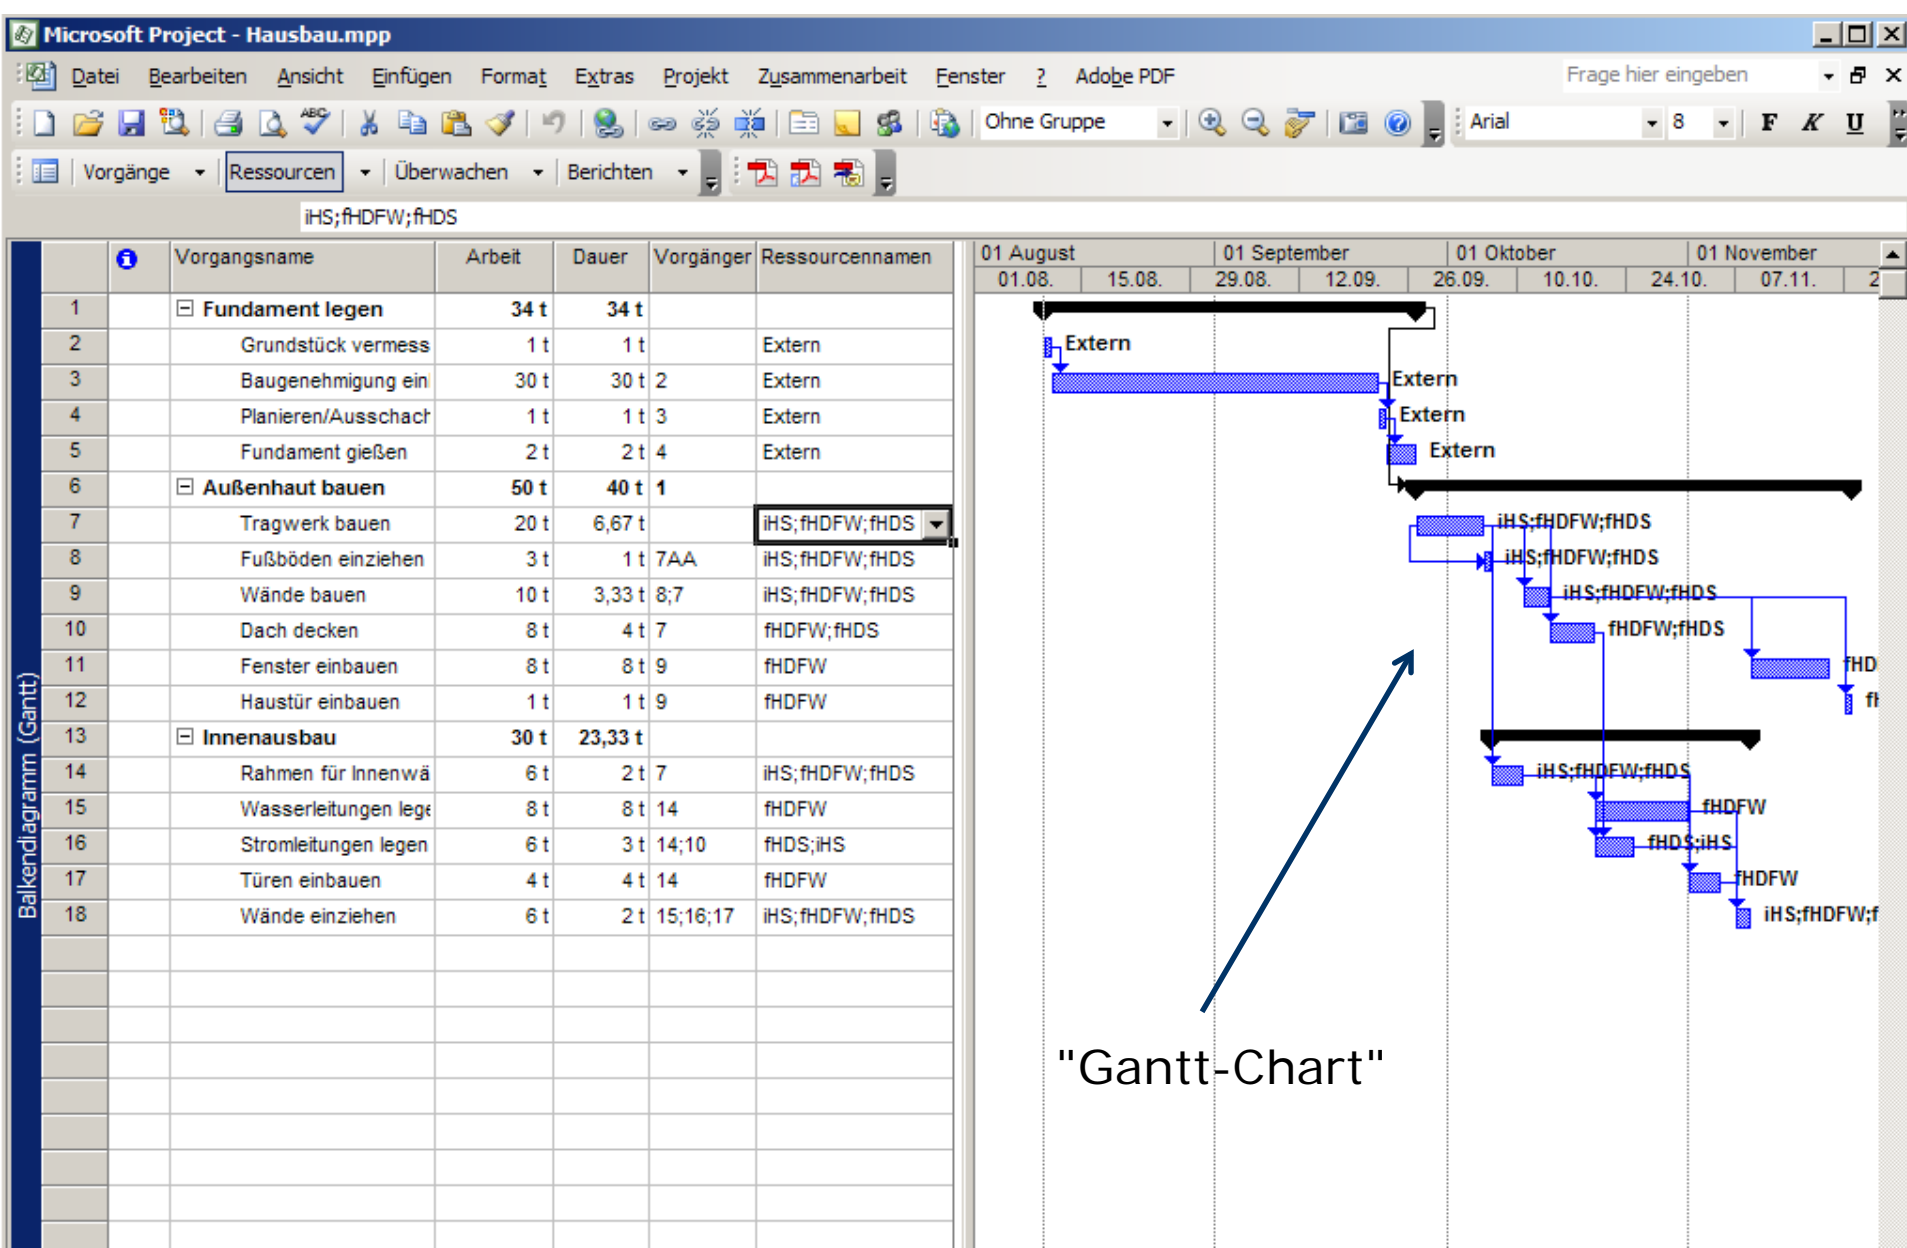 Microsoft Project - Hausbau.mpp
Datei Bearbeiten Ansicht Einfügen Format Extras Projekt Zusammenarbeit Fenster ? Adobe PDF Frage hier eingeben
ABC Ohne Gruppe Arial 8 F K U
Vorgänge Ressourcen Überwachen Berichten
iHS;fHDFW;fHDS
Vorgangsname Arbeit Dauer Vorgänger Ressourcennamen 01 August 01 September 01 Oktober 01 November
01.08. 15.08. 29.08. 12.09. 26.09. 10.10. 24.10. 07.11. 2
1 Fundament legen 34 t 34 t
2 Grundstück vermess 1 t 1 t Extern Extern
3 Baugenehmigung ein 30 t 30 t 2 Extern Extern
4 Planieren/Ausschach 1 t 1 t 3 Extern Extern
5 Fundament gießen 2 t 2 t 4 Extern Extern
6 Außenhaut bauen 50 t 40 t 1
7 Tragwerk bauen 20 t 6,67 t iHS;fHDFW;fHDS iHS;fHDFW;fHDS
8 Fußböden einziehen 3 t 1 t 7AA iHS;fHDFW;fHDS iHS;fHDFW;fHDS
9 Wände bauen 10 t 3,33 t 8;7 iHS;fHDFW;fHDS iHS;fHDFW;fHDS
10 Dach decken 8 t 4 t 7 fHDFW;fHDS fHDFW;fHDS
11 Fenster einbauen 8 t 8 t 9 fHDFW fHD
12 Haustür einbauen 1 t 1 t 9 fHDFW fH
13 Innenausbau 30 t 23,33 t
14 Rahmen für Innenwä 6 t 2 t 7 iHS;fHDFW;fHDS iHS;fHDFW;fHDS
15 Wasserleitungen lege 8 t 8 t 14 fHDFW fHDFW
16 Stromleitungen legen 6 t 3 t 14;10 fHDS;iHS fHDS;iHS
17 Türen einbauen 4 t 4 t 14 fHDFW fHDFW
18 Wände einziehen 6 t 2 t 15;16;17 iHS;fHDFW;fHDS iHS;fHDFW;f
Balkendiagramm (Gantt)
"Gantt-Chart"